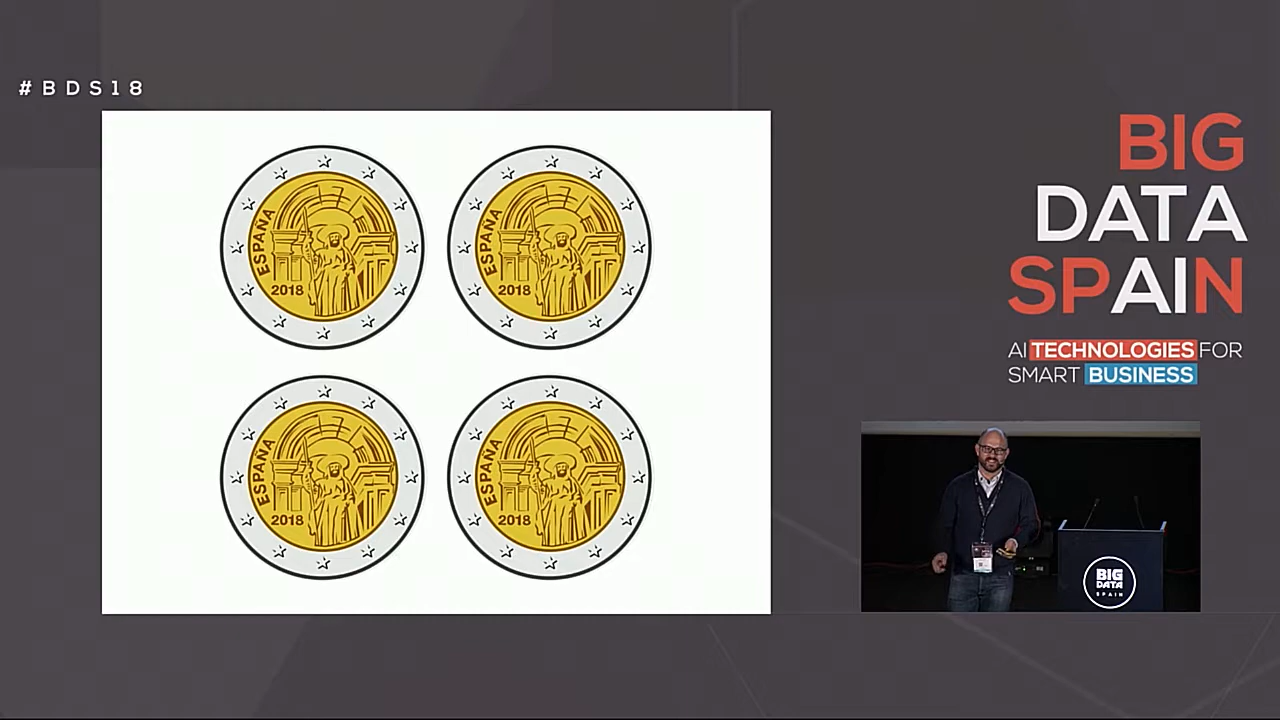 #BDS18
ESPAÑA
2018
ESPAÑA
2018
ESPAÑA
2018
ESPAÑA
2018
BIG
DATA
SPAIN
AI TECHNOLOGIES FOR
SMART BUSINESS
BIG
DATA
SPAIN